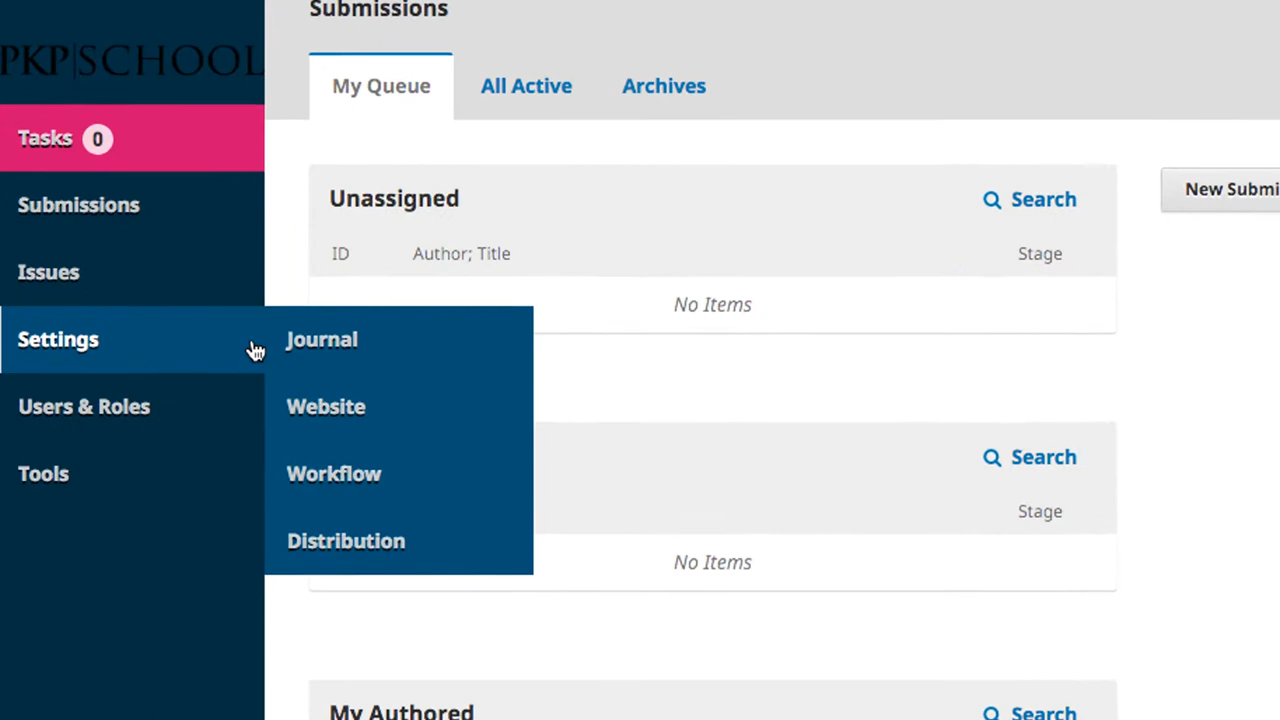 Submissions
PKP|SCHOOL
My Queue All Active Archives
Tasks 0
Submissions
Issues
Settings
Users & Roles
Tools
Journal
Website
Workflow
Distribution
Unassigned Search
ID Author; Title Stage
No Items
New Submi
Search
Stage
No Items
My Authored Search